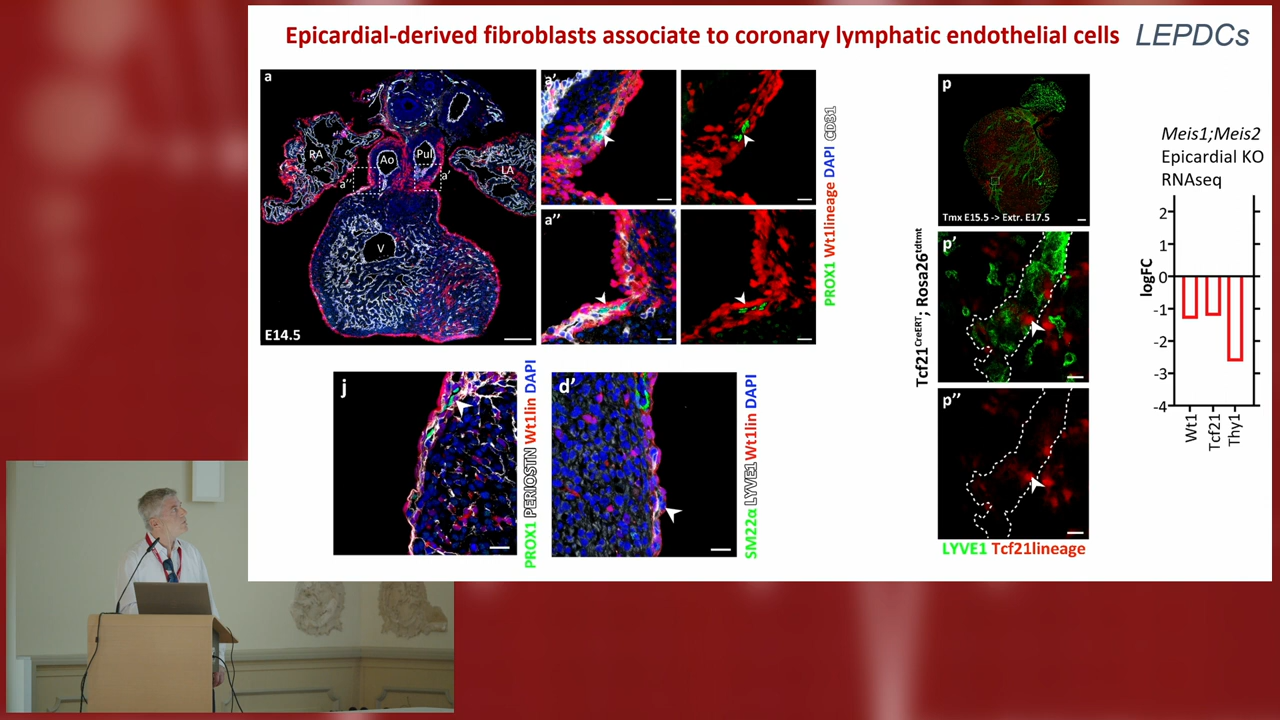 Epicardial-derived fibroblasts associate to coronary lymphatic endothelial cells
LEPDCs
a
RA
Ao
Pul
LA
a''
a'
V
E14.5
a’
a’’
PROX1 Wt1lineage DAPI CD31
j
PROX1 PERIOSTN Wt1lin DAPI
d’
SM22α LYVE1 Wt1lin DAPI
Tcf21CreERT; Rosa26tdtmt
p
Tmx E15.5 -> Extr. E17.5
p’
p’’
LYVE1 Tcf21lineage
Meis1;Meis2
Epicardial KO
RNAseq
logFC
2
1
0
-1
-2
-3
-4
Wt1
Tcf21
Thy1